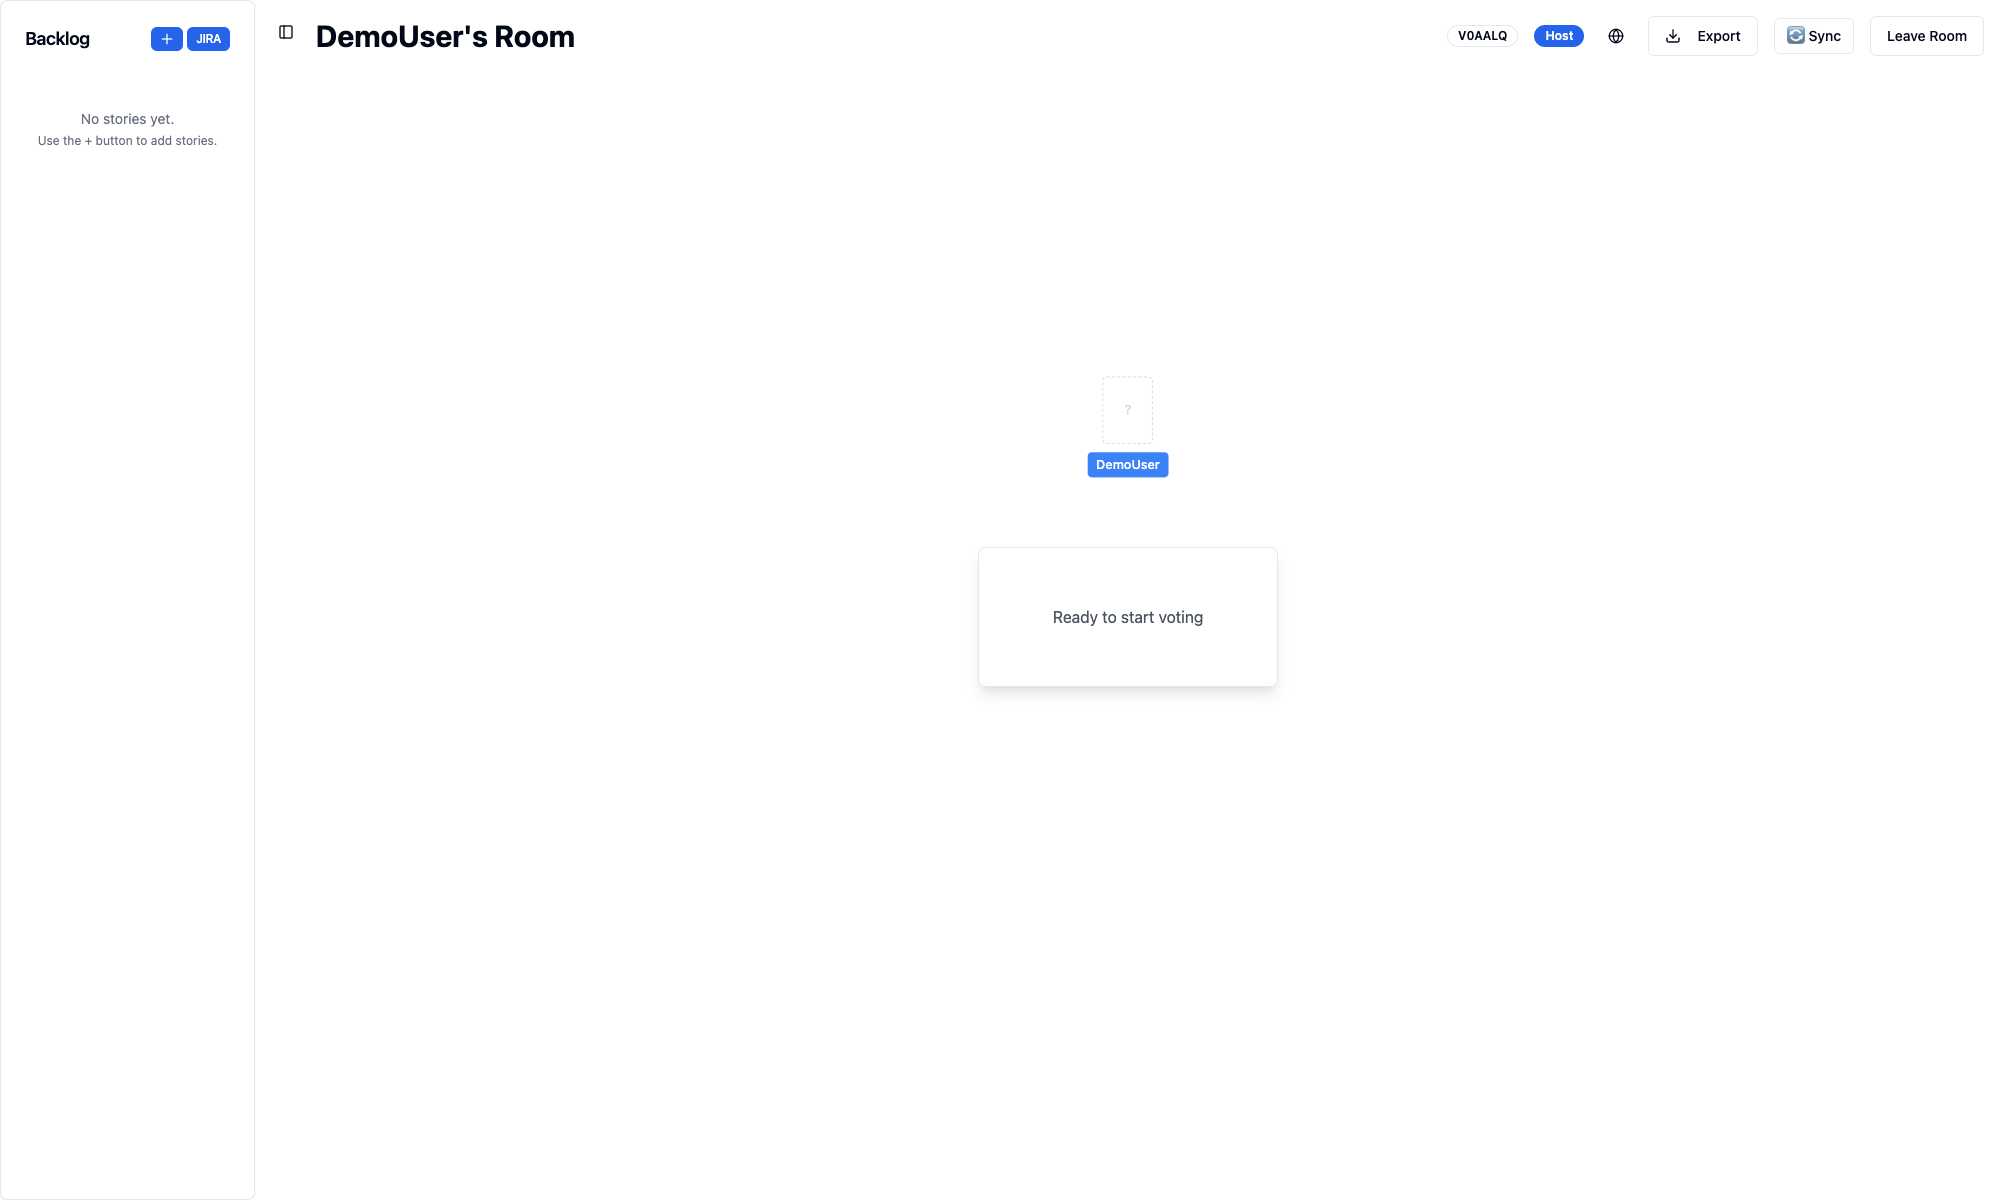 Backlog
+ JIRA
No stories yet.
Use the + button to add stories.
DemoUser's Room
V0AALQ
Host
Export
Sync
Leave Room
?
DemoUser
Ready to start voting